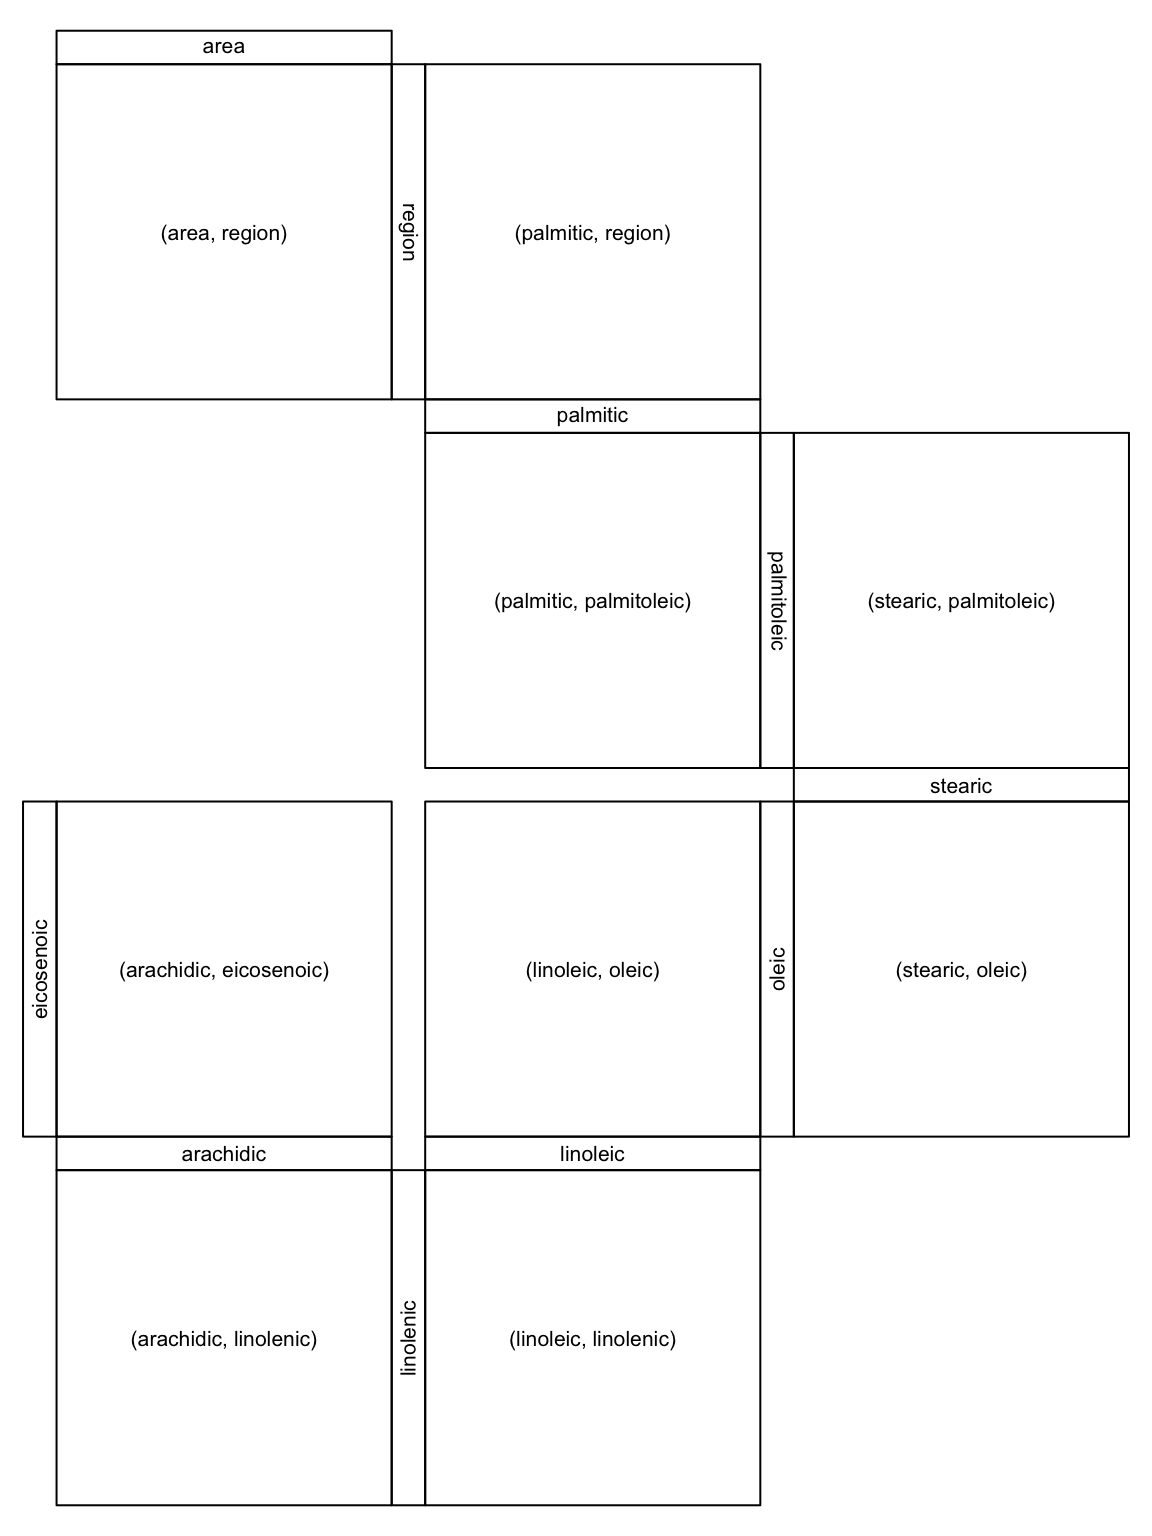 area
(area, region)
region
(palmitic, region)
palmitic
(palmitic, palmitoleic)
palmitoleic
(stearic, palmitoleic)
stearic
eicosenoic
(arachidic, eicosenoic)
(linoleic, oleic)
oleic
(stearic, oleic)
arachidic
linoleic
(arachidic, linolenic)
linolenic
(linoleic, linolenic)